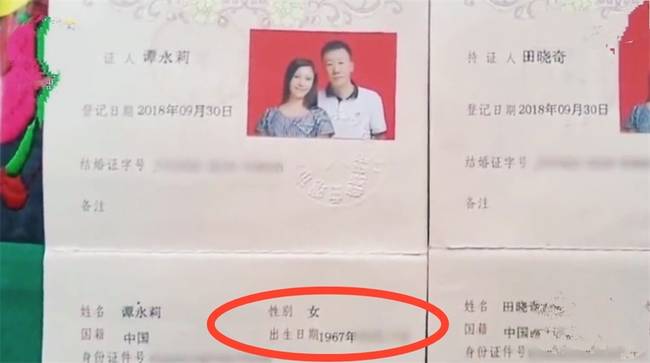 证人 谭永莉
登记日期 2018年09月30日
结婚证字号
备注
姓名 谭永莉 性别 女
国籍 中国 出生日期 1967年
身份证件号
持证人 田晓奇
登记日期 2018年09月30日
结婚证字号
备注
姓名 田晓奇
国籍 中国
身份证件号